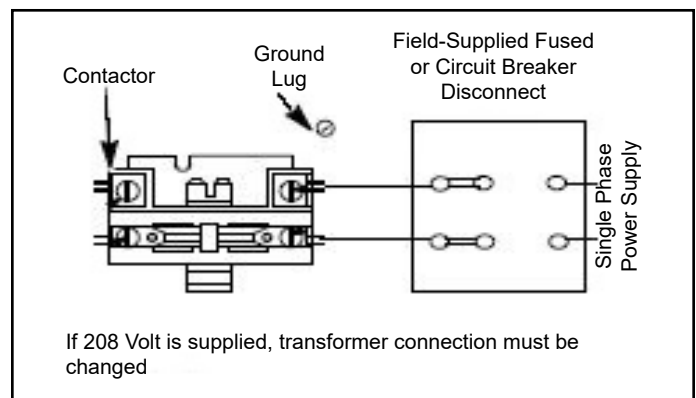 Contactor
Ground
Lug
Field-Supplied Fused
or Circuit Breaker
Disconnect
Single Phase
Power Supply
If 208 Volt is supplied, transformer connection must be
changed